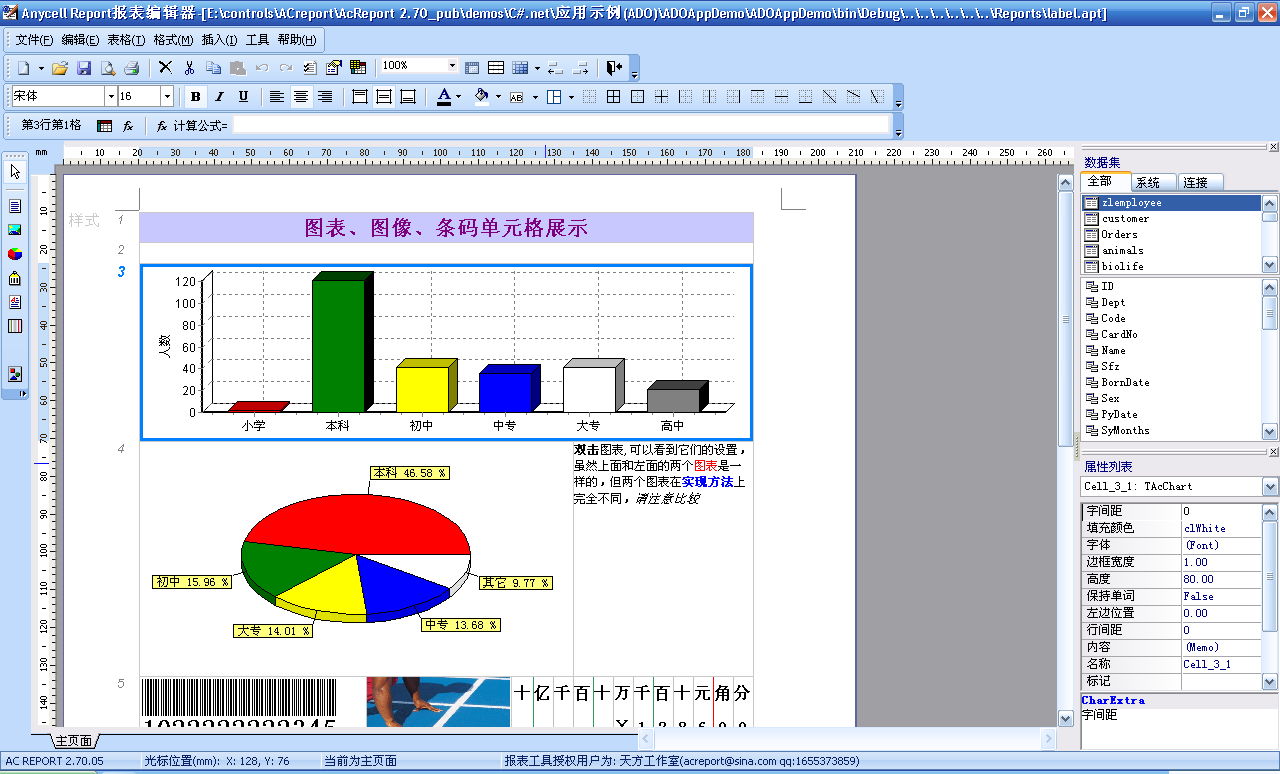 Anycell Report报表编辑器-[E:\controls\ACreport\AcReport 2.70_pub\demos\C#.net\应用示例(ADO)\ADOAppDemo\ADOAppDemo\bin\Debug\..\..\..\..\..\..\Reports\label.apt]
文件(F) 编辑(E) 表格(T) 格式(M) 插入(I) 工具 帮助(H)
100%
宋体 16 B I U A AB
第3行第1格 fx fx 计算公式=
mm 10 20 30 40 50 60 70 80 90 100 110 120 130 140 150 160 170 180 190 200 210 220 230 240 250 260
样式 1 图表、图像、条码单元格展示
2
3
人数
120
100
80
60
40
20
0
小学 本科 初中 中专 大专 高中
4
双击图表,可以看到它们的设置，
虽然上面和左面的两个图表是一
样的，但两个图表在实现方法上
完全不同，请注意比较
本科 46.58 %
初中 15.96 %
其它 9.77 %
大专 14.01 %
中专 13.68 %
5
十亿千百十万千百十元角分
10 20 30 40 50 60 70 80 90 100 110 120 130 140
主页面
数据集
全部 系统 连接
zlemployee
customer
Orders
animals
biolife
ID
Dept
Code
CardNo
Name
Sfz
BornDate
Sex
PyDate
SyMonths
属性列表
Cell_3_1: TAcChart
字间距 0
填充颜色 clWhite
字体 (Font)
边框宽度 1.00
高度 80.00
保持单词 False
左边位置 0.00
行间距 0
内容 (Memo)
名称 Cell_3_1
标记
CharExtra
字间距
AC REPORT 2.70.05 光标位置(mm): X: 128, Y: 76 当前为主页面 报表工具授权用户为: 天方工作室(acreport@sina.com qq:1655373859)